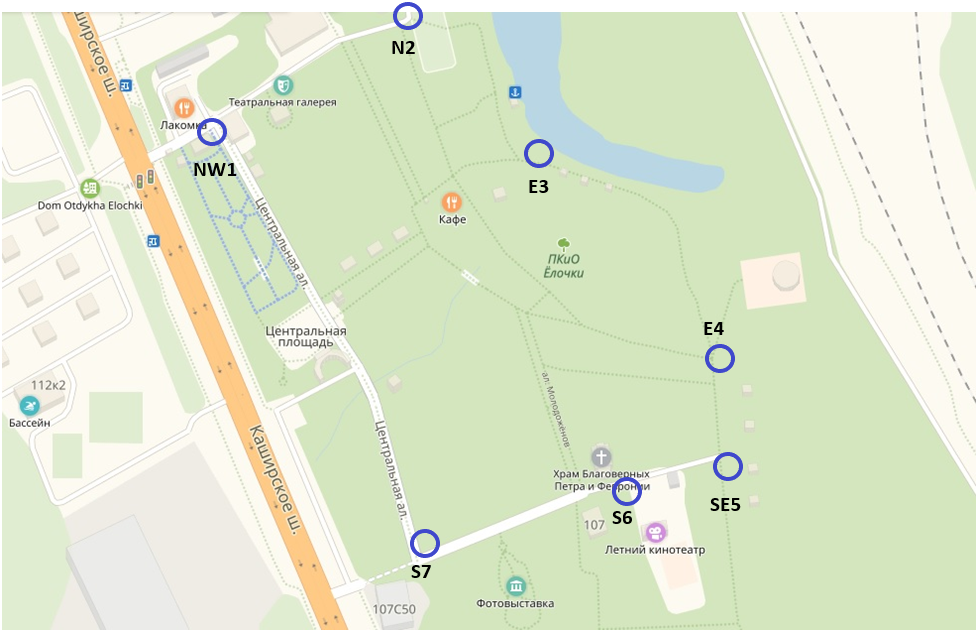 Каширское ш.
N2
Театральная галерея
Лакомка
NW1
E3
Dom Otdykha Elochki
Центральная ал.
Кафе
ПКиО
Ёлочки
Центральная
площадь
E4
112к2
Бассейн
ал. Молодожёнов
Центральная ал.
Каширское ш.
Храм Благоверных
Петра и Февронии
SE5
S6
107
Летний кинотеатр
S7
Фотовыставка
107С50